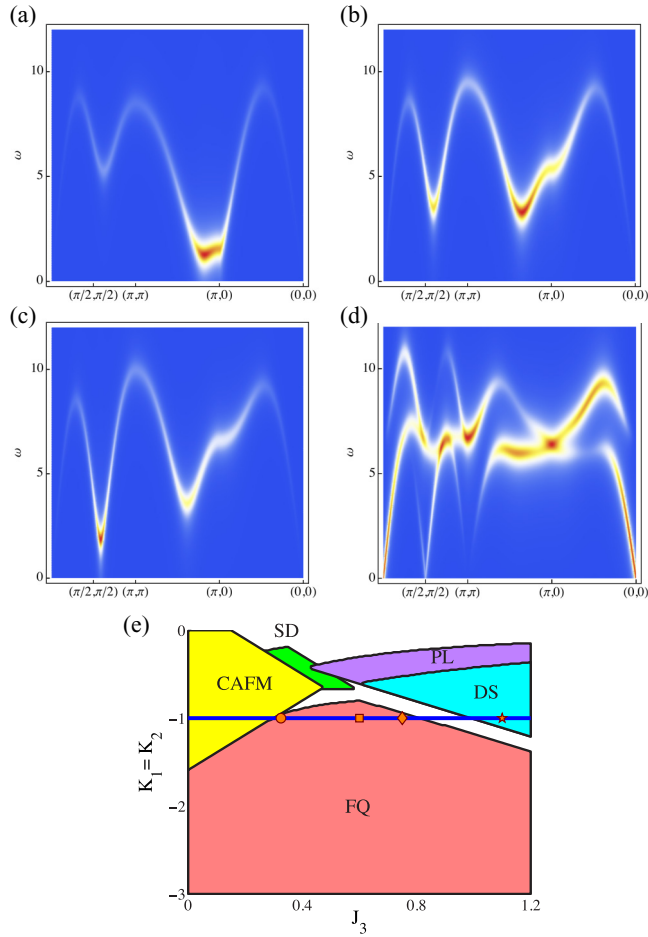 (a)
(b)
10
5
0
ω
(π/2,π/2) (π,π) (π,0) (0,0)
10
5
0
ω
(π/2,π/2) (π,π) (π,0) (0,0)
(c)
(d)
10
5
0
ω
(π/2,π/2) (π,π) (π,0) (0,0)
10
5
0
ω
(π/2,π/2) (π,π) (π,0) (0,0)
(e)
SD
PL
CAFM
DS
FQ
0
-1
-2
-3
K₁= K₂
0 0.4 0.8 1.2
J₃